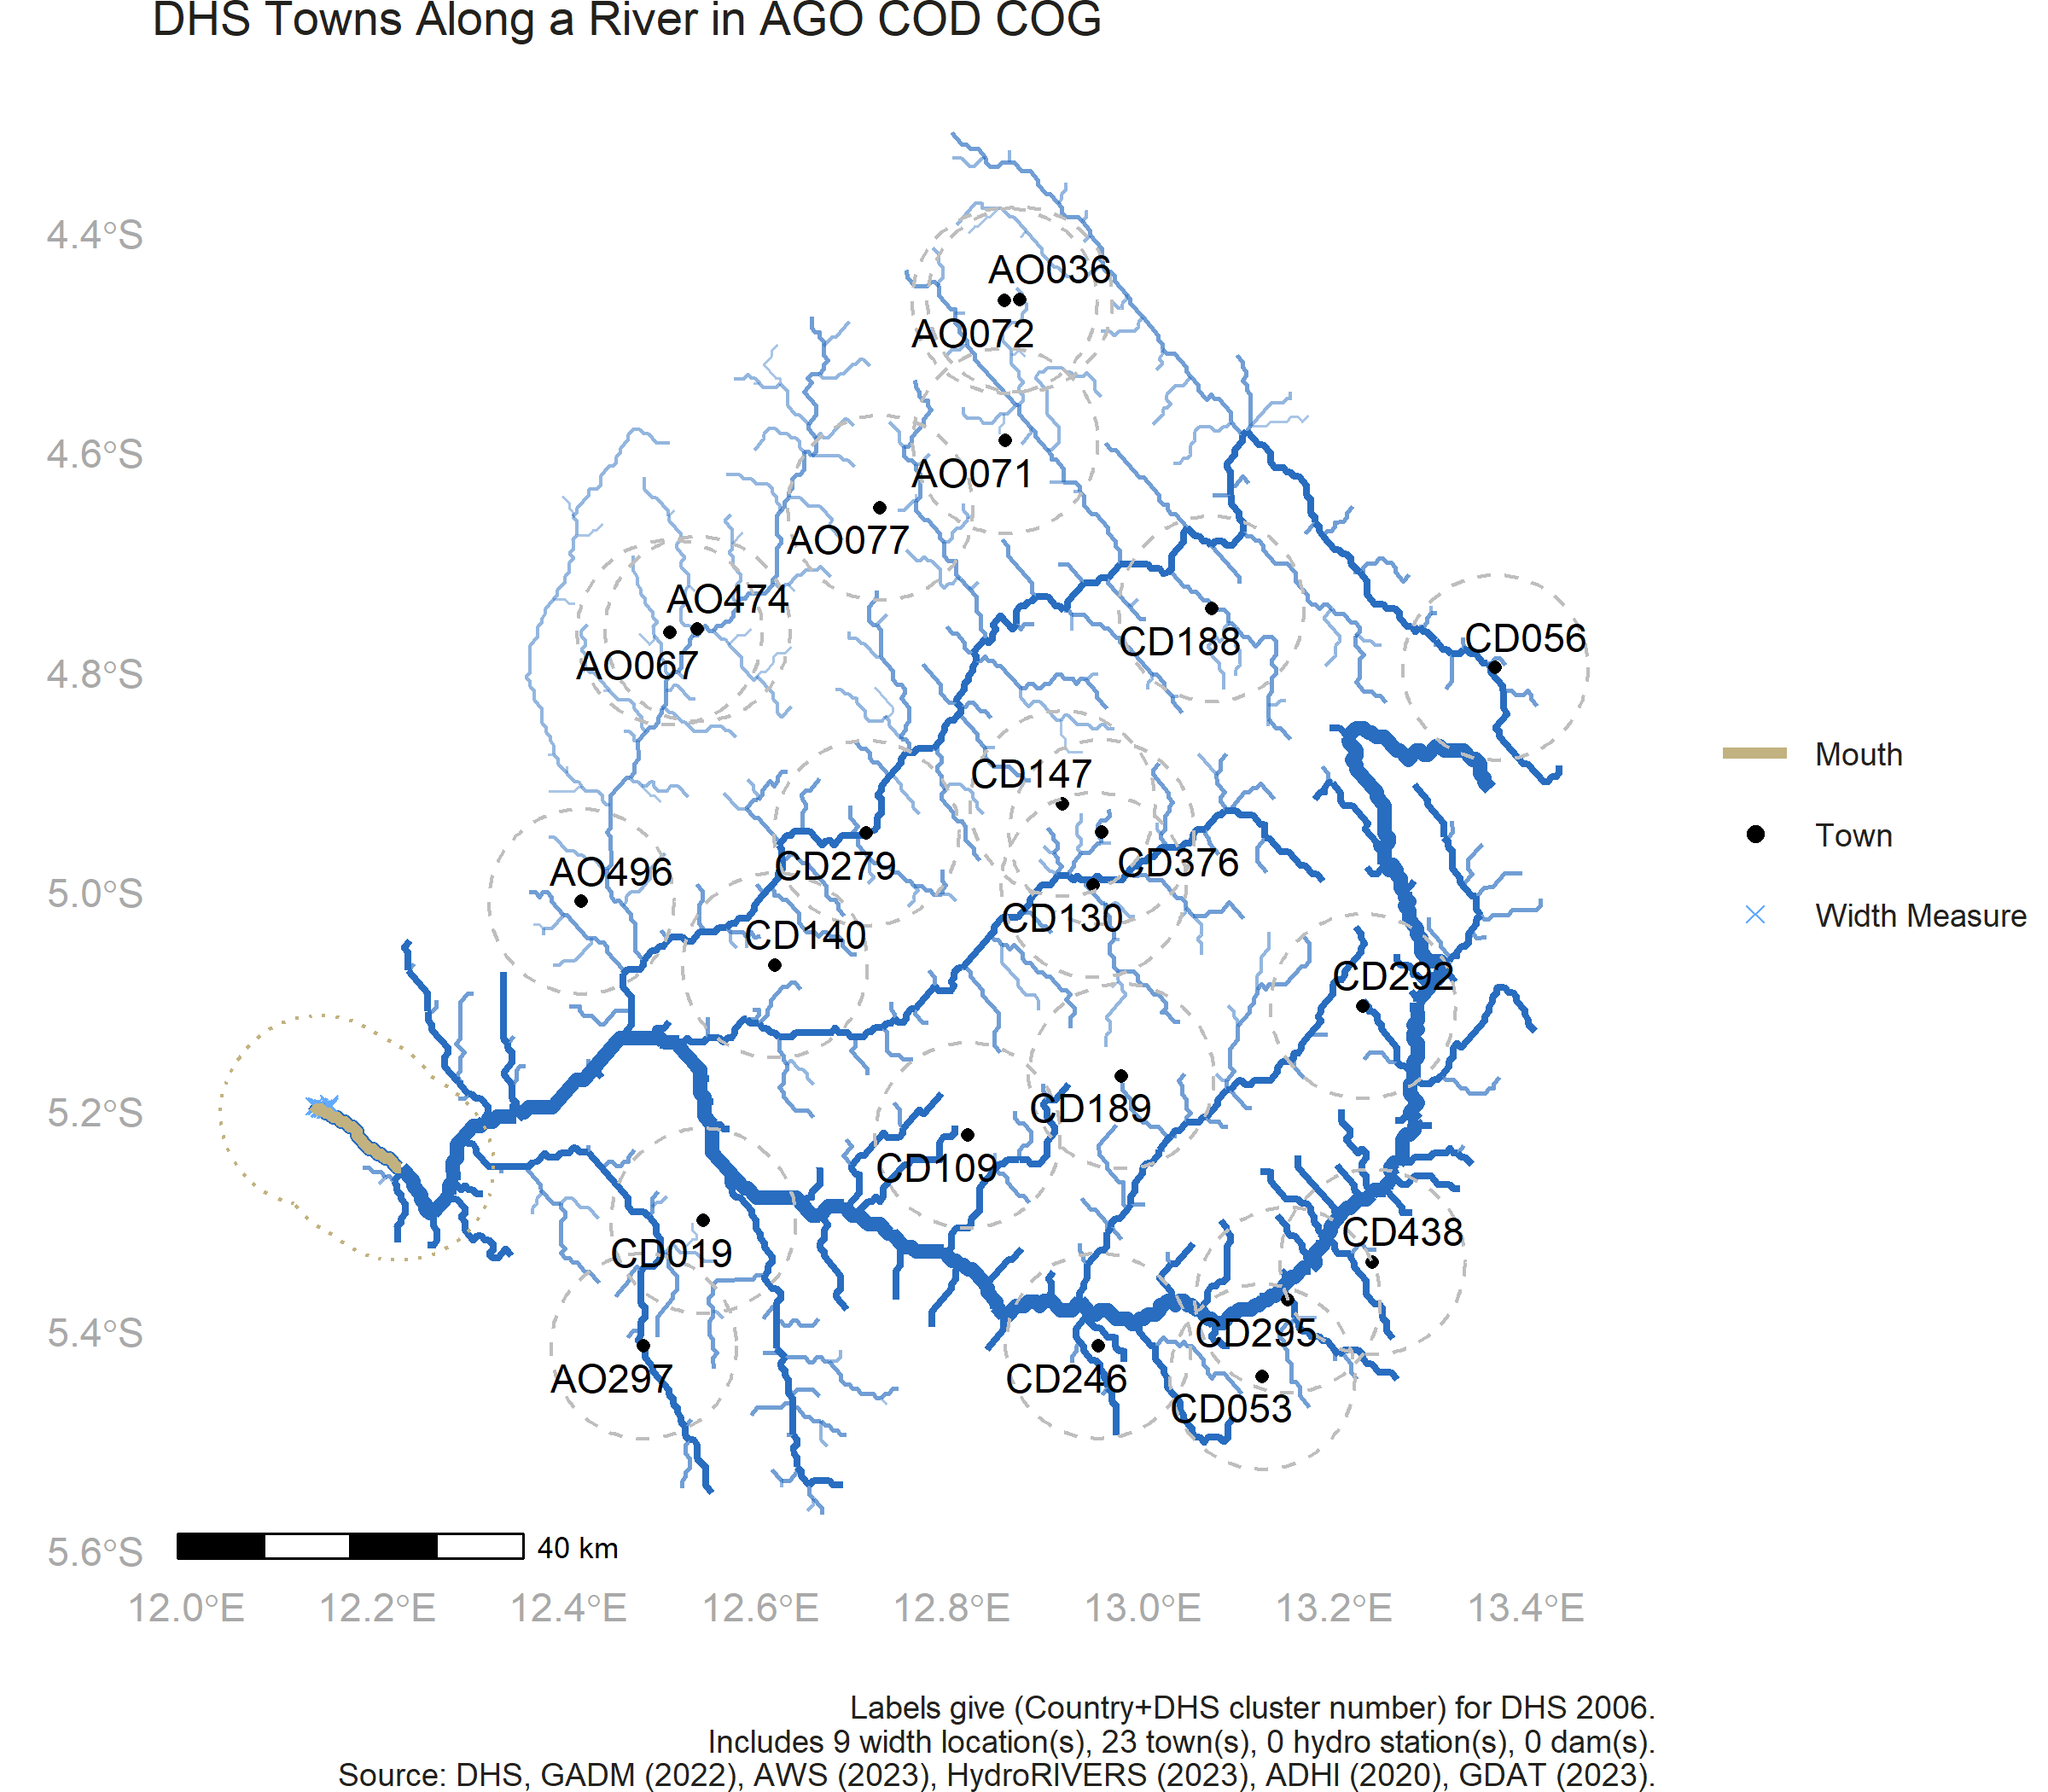 DHS Towns Along a River in AGO COD COG
4.4°S
4.6°S
4.8°S
5.0°S
5.2°S
5.4°S
5.6°S
AO036
AO072
AO071
AO077
AO474
AO067
CD188
CD056
CD147
CD279
CD376
AO496
CD130
CD140
CD292
CD189
CD109
CD438
CD019
CD295
AO297
CD246
CD053
Mouth
Town
Width Measure
40 km
12.0°E 12.2°E 12.4°E 12.6°E 12.8°E 13.0°E 13.2°E 13.4°E
Labels give (Country+DHS cluster number) for DHS 2006.
Includes 9 width location(s), 23 town(s), 0 hydro station(s), 0 dam(s).
Source: DHS, GADM (2022), AWS (2023), HydroRIVERS (2023), ADHI (2020), GDAT (2023).